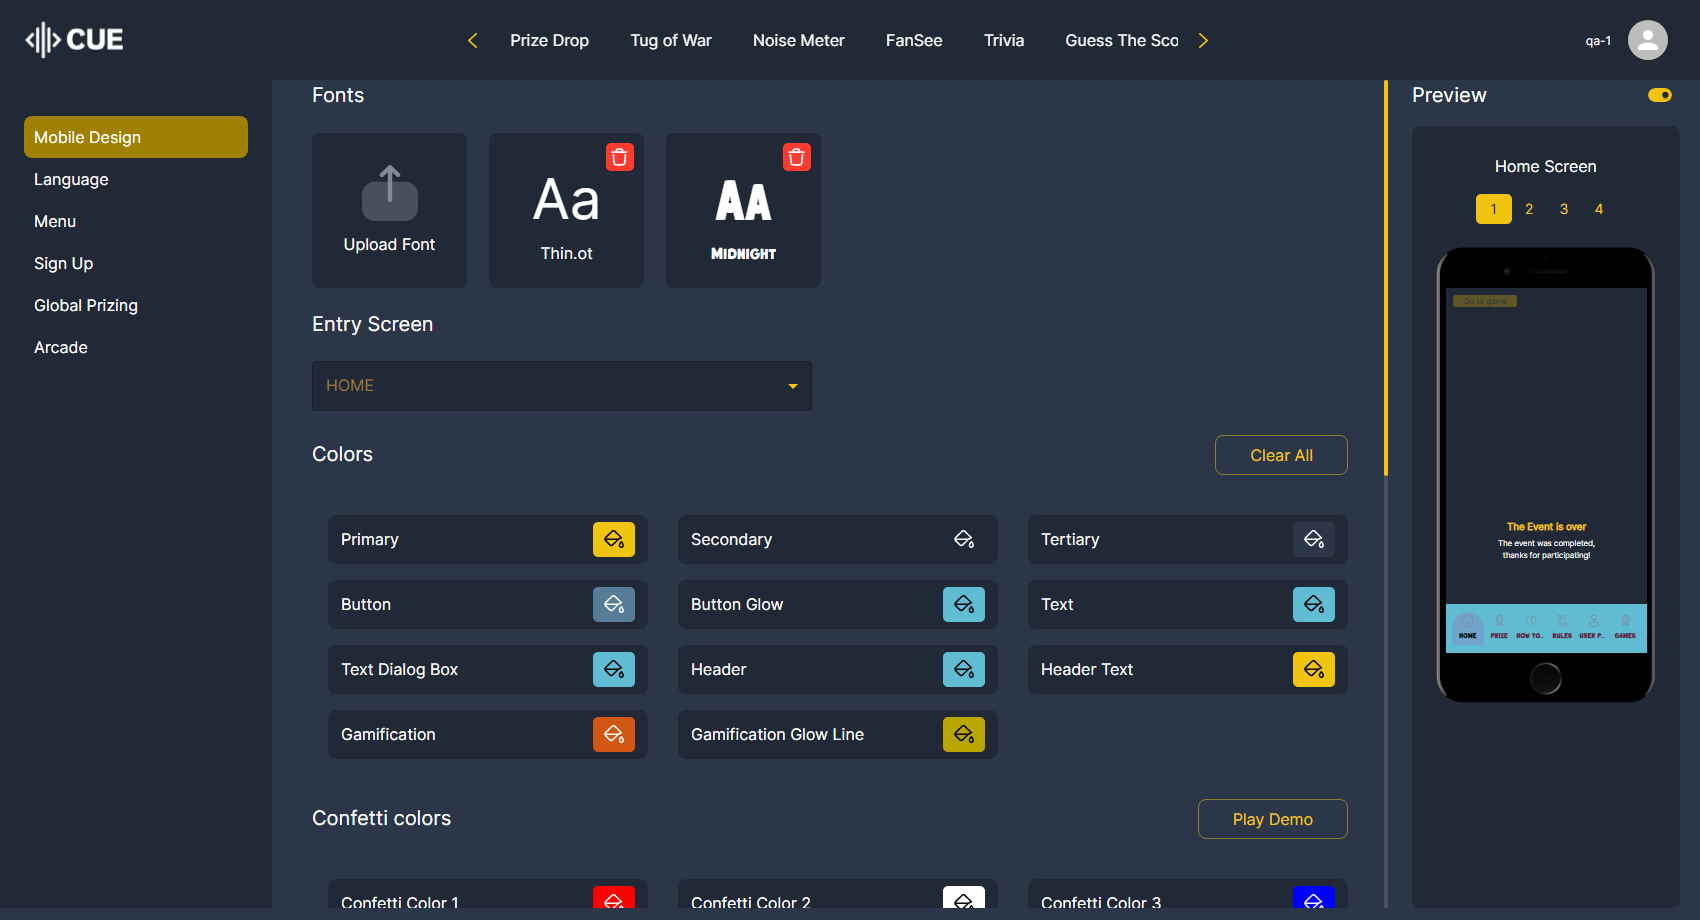 CUE
Prize Drop
Tug of War
Noise Meter
FanSee
Trivia
Guess The Sco
qa-1
Mobile Design
Language
Menu
Sign Up
Global Prizing
Arcade
Fonts
Upload Font
Aa
Thin.ot
AA
MIDNIGHT
Entry Screen
HOME
Colors
Clear All
Primary
Secondary
Tertiary
Button
Button Glow
Text
Text Dialog Box
Header
Header Text
Gamification
Gamification Glow Line
Confetti colors
Play Demo
Confetti Color 1
Confetti Color 2
Confetti Color 3
Preview
Home Screen
1 2 3 4
Go to game
The Event is over
The event was completed,
thanks for participating!
HOME PRIZE HOW TO.. RULES USER P.. GAMES